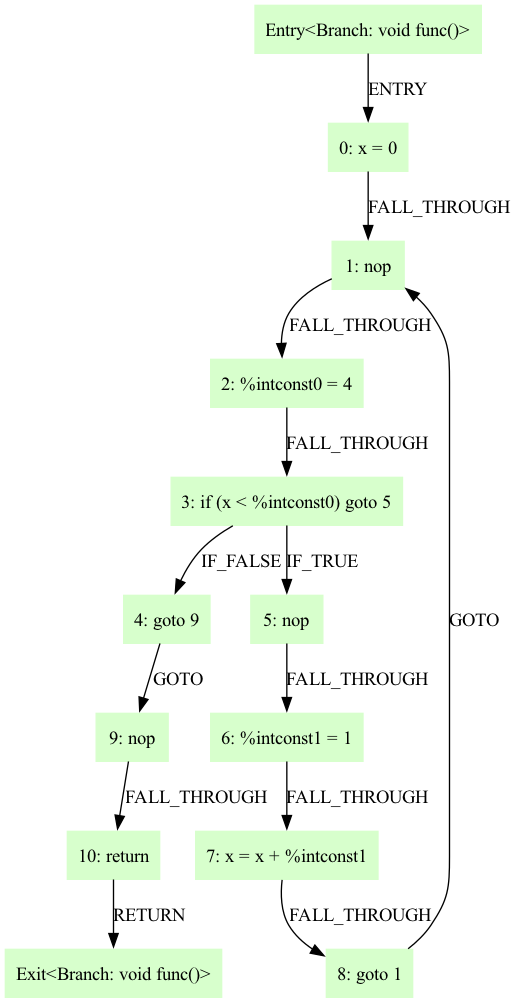 Entry<Branch: void func()>
ENTRY
0: x = 0
FALL_THROUGH
1: nop
FALL_THROUGH
2: %intconst0 = 4
FALL_THROUGH
3: if (x < %intconst0) goto 5
IF_FALSE
IF_TRUE
4: goto 9
5: nop
GOTO
GOTO
FALL_THROUGH
9: nop
6: %intconst1 = 1
FALL_THROUGH
FALL_THROUGH
10: return
7: x = x + %intconst1
RETURN
FALL_THROUGH
Exit<Branch: void func()>
8: goto 1